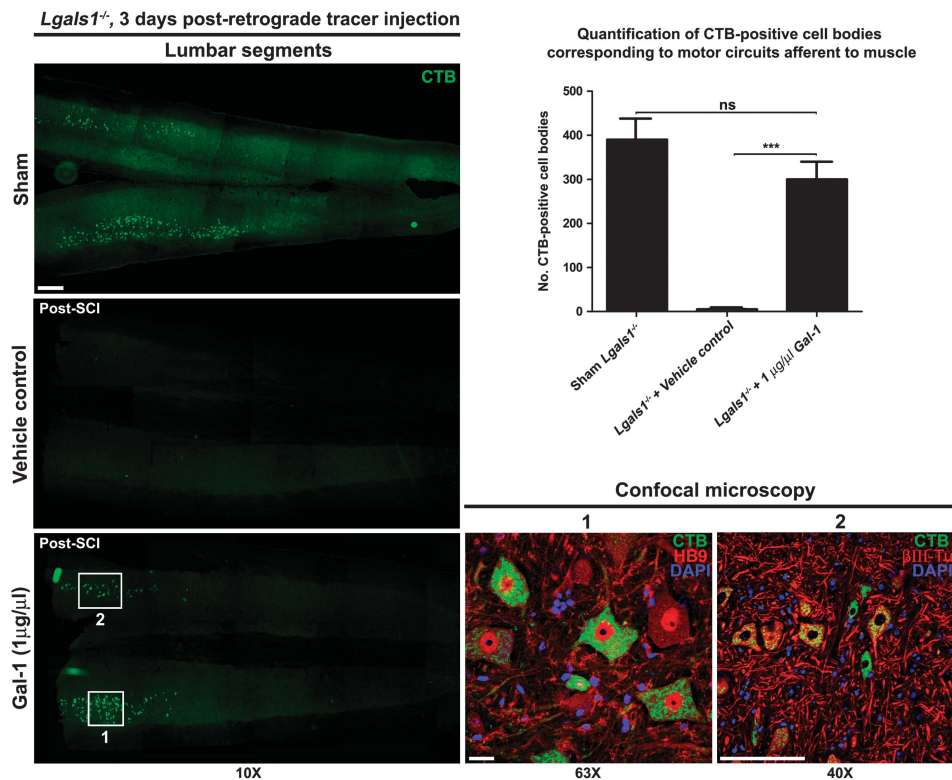 Lgals1-/-, 3 days post-retrograde tracer injection
Lumbar segments
CTB
Sham
Post-SCI
Vehicle control
Post-SCI
Gal-1 (1µg/µl)
2
1
10X
Quantification of CTB-positive cell bodies
corresponding to motor circuits afferent to muscle
No. CTB-positive cell bodies
500
400
300
200
100
0
ns
***
Sham Lgals1-/-
Lgals1-/- + Vehicle control
Lgals1-/- + 1 µg/µl Gal-1
Confocal microscopy
1
2
CTB
HB9
DAPI
CTB
βIII-T
DAPI
63X
40X